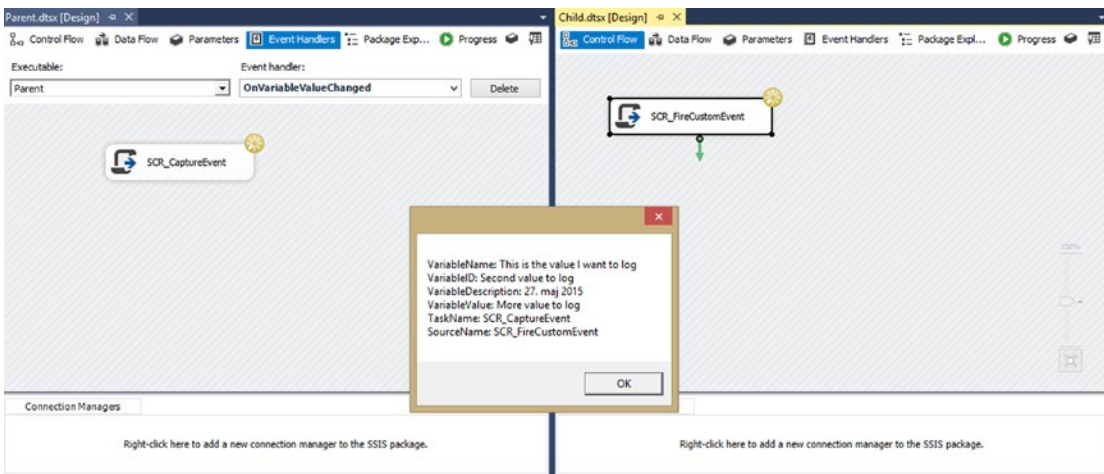 Parent.dtsx [Design]
Control Flow Data Flow Parameters Event Handlers Package Exp... Progress
Executable: Event handler:
Parent OnVariableValueChanged Delete
SCR_CaptureEvent
Connection Managers
Right-click here to add a new connection manager to the SSIS package.
Child.dtsx [Design]
Control Flow Data Flow Parameters Event Handlers Package Expl... Progress
SCR_FireCustomEvent
100%
Right-click here to add a new connection manager to the SSIS package.
VariableName: This is the value I want to log
VariableID: Second value to log
VariableDescription: 27. maj 2015
VariableValue: More value to log
TaskName: SCR_CaptureEvent
SourceName: SCR_FireCustomEvent
OK